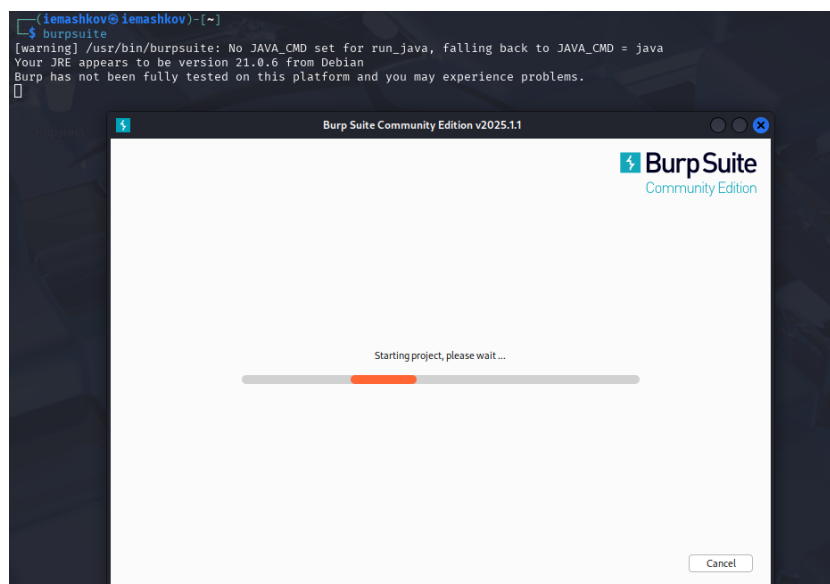 ┌──(iemashkov㉿iemashkov)-[~]
└─$ burpsuite
[warning] /usr/bin/burpsuite: No JAVA_CMD set for run_java, falling back to JAVA_CMD = java
Your JRE appears to be version 21.0.6 from Debian
Burp has not been fully tested on this platform and you may experience problems.
Burp Suite Community Edition v2025.1.1
Burp Suite
Community Edition
Starting project, please wait ...
Cancel